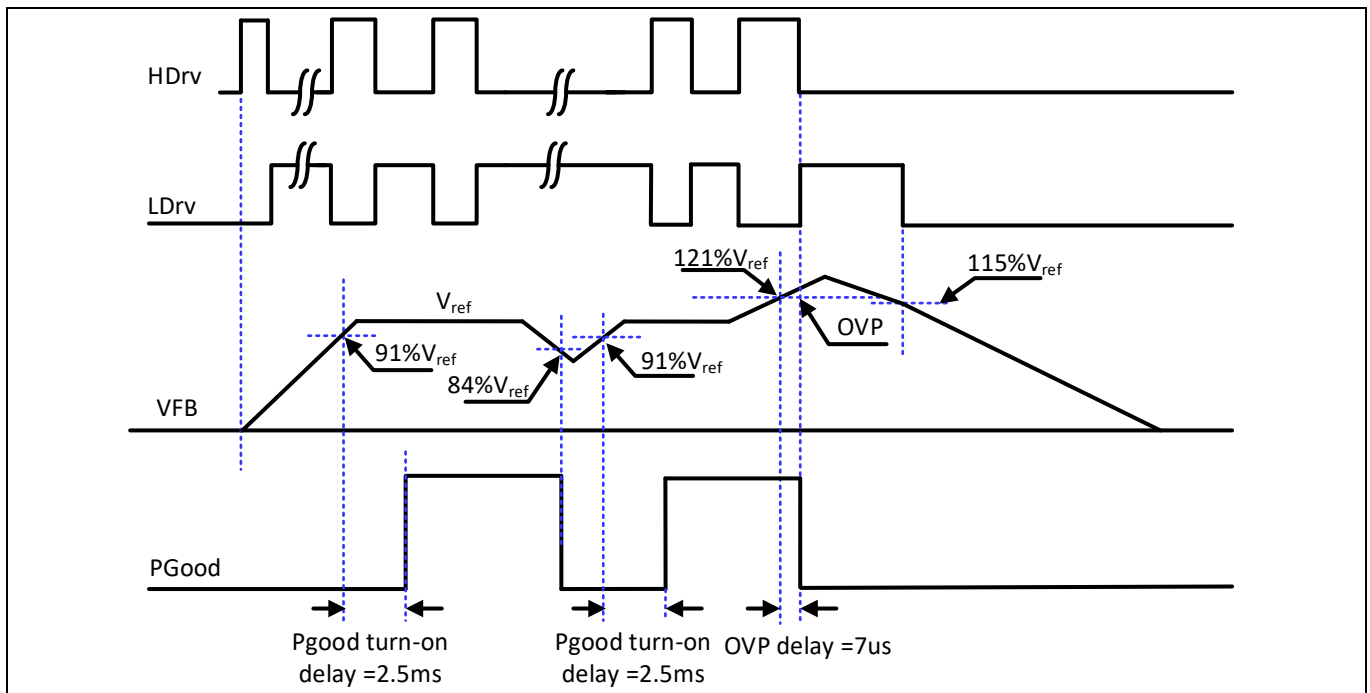 HDrv
LDrv
121%Vref
115%Vref
Vref
OVP
91%Vref
84%Vref
91%Vref
VFB
PGood
Pgood turn-on
delay =2.5ms
Pgood turn-on
delay =2.5ms
OVP delay =7us